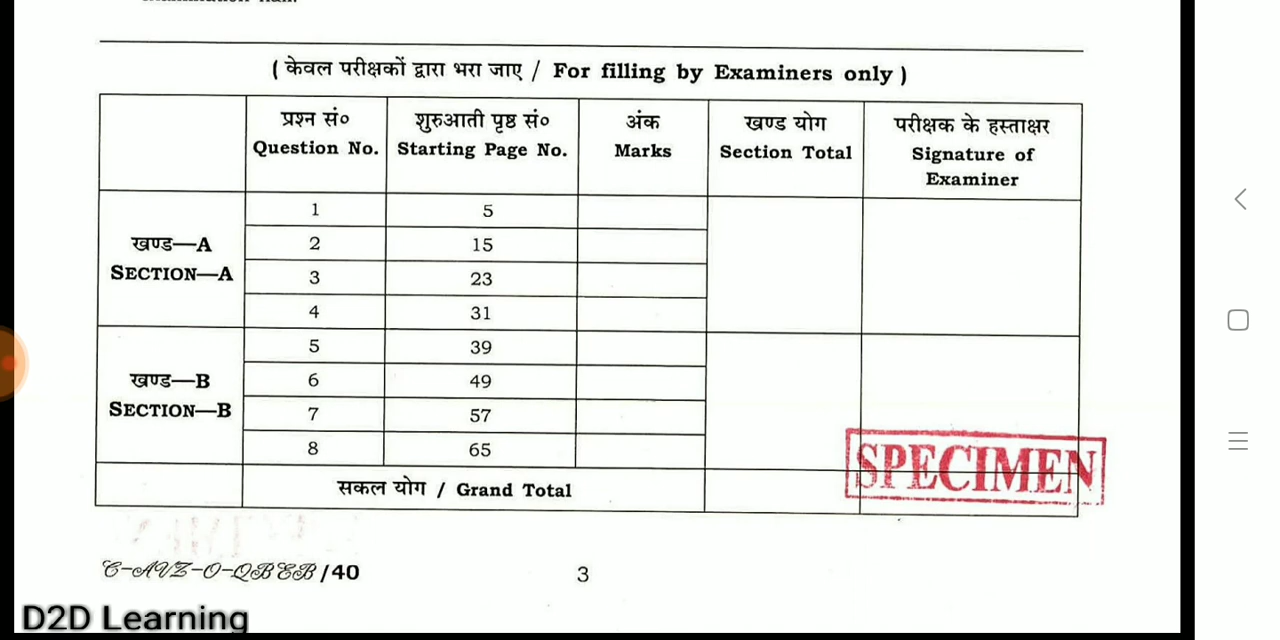 ( केवल परीक्षकों द्वारा भरा जाए / For filling by Examiners only )
प्रश्न सं० शुरुआती पृष्ठ सं० अंक खण्ड योग परीक्षक के हस्ताक्षर
Question No. Starting Page No. Marks Section Total Signature of
Examiner
1 5
खण्ड—A 2 15
SECTION—A 3 23
4 31
5 39
खण्ड—B 6 49
SECTION—B 7 57
8 65
SPECIMEN
सकल योग / Grand Total
C-AVZ-O-QBEB/40 3
D2D Learning